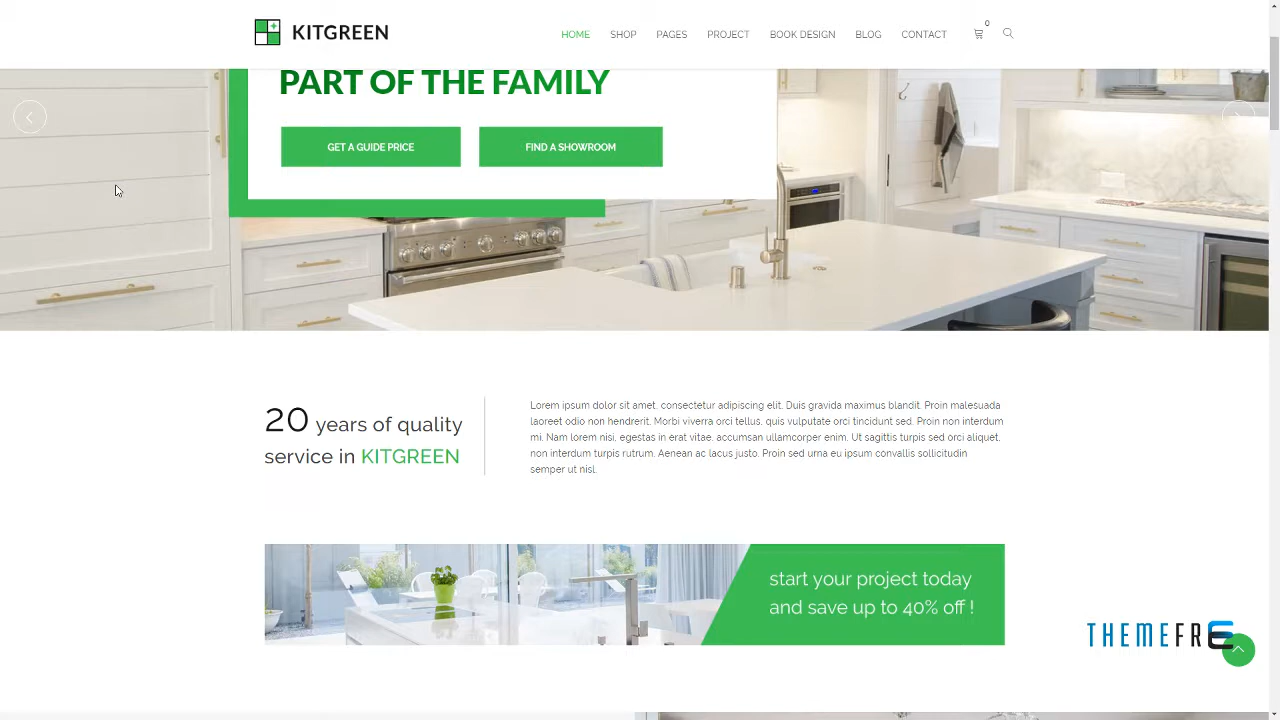 KITGREEN
HOME SHOP PAGES PROJECT BOOK DESIGN BLOG CONTACT 0
PART OF THE FAMILY
GET A GUIDE PRICE FIND A SHOWROOM
20 years of quality
service in KITGREEN
Lorem ipsum dolor sit amet, consectetur adipiscing elit. Duis gravida maximus blandit. Proin malesuada
laoreet odio non hendrerit. Morbi viverra orci tellus, quis vulputate orci tincidunt sed. Proin non interdum
mi. Nam lorem nisi, egestas in erat vitae, accumsan ullamcorper enim. Ut sagittis turpis sed orci aliquet,
non interdum turpis rutrum. Aenean ac lacus justo. Proin sed urna eu ipsum convallis sollicitudin
semper ut nisl.
start your project today
and save up to 40% off !
THEMEFRE